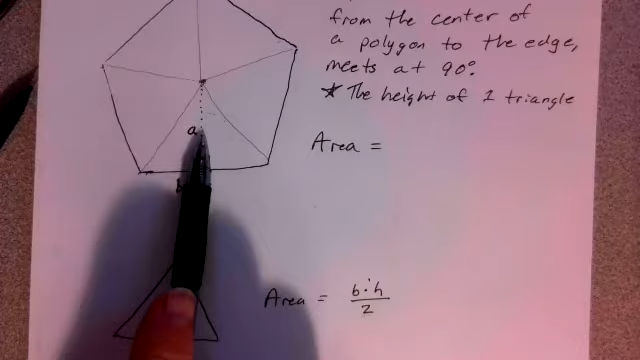 from the center of
a polygon to the edge,
meets at 90°.
* The height of 1 triangle
a
Area =
b
Area = b·h
2